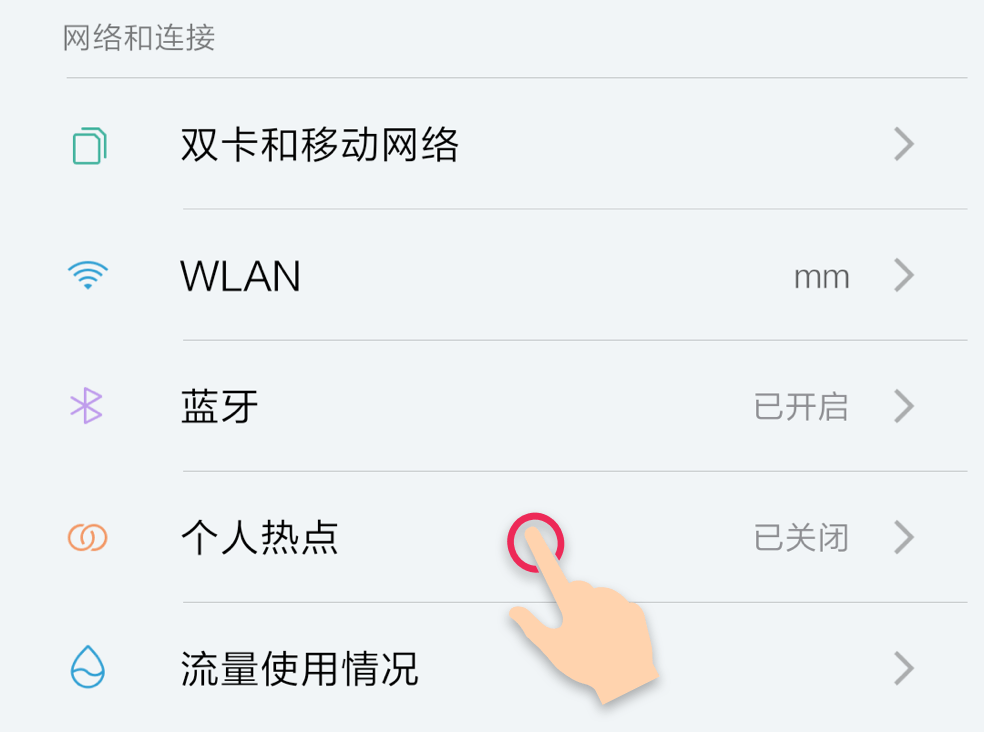 网络和连接
双卡和移动网络
WLAN mm
蓝牙 已开启
个人热点 已关闭
流量使用情况